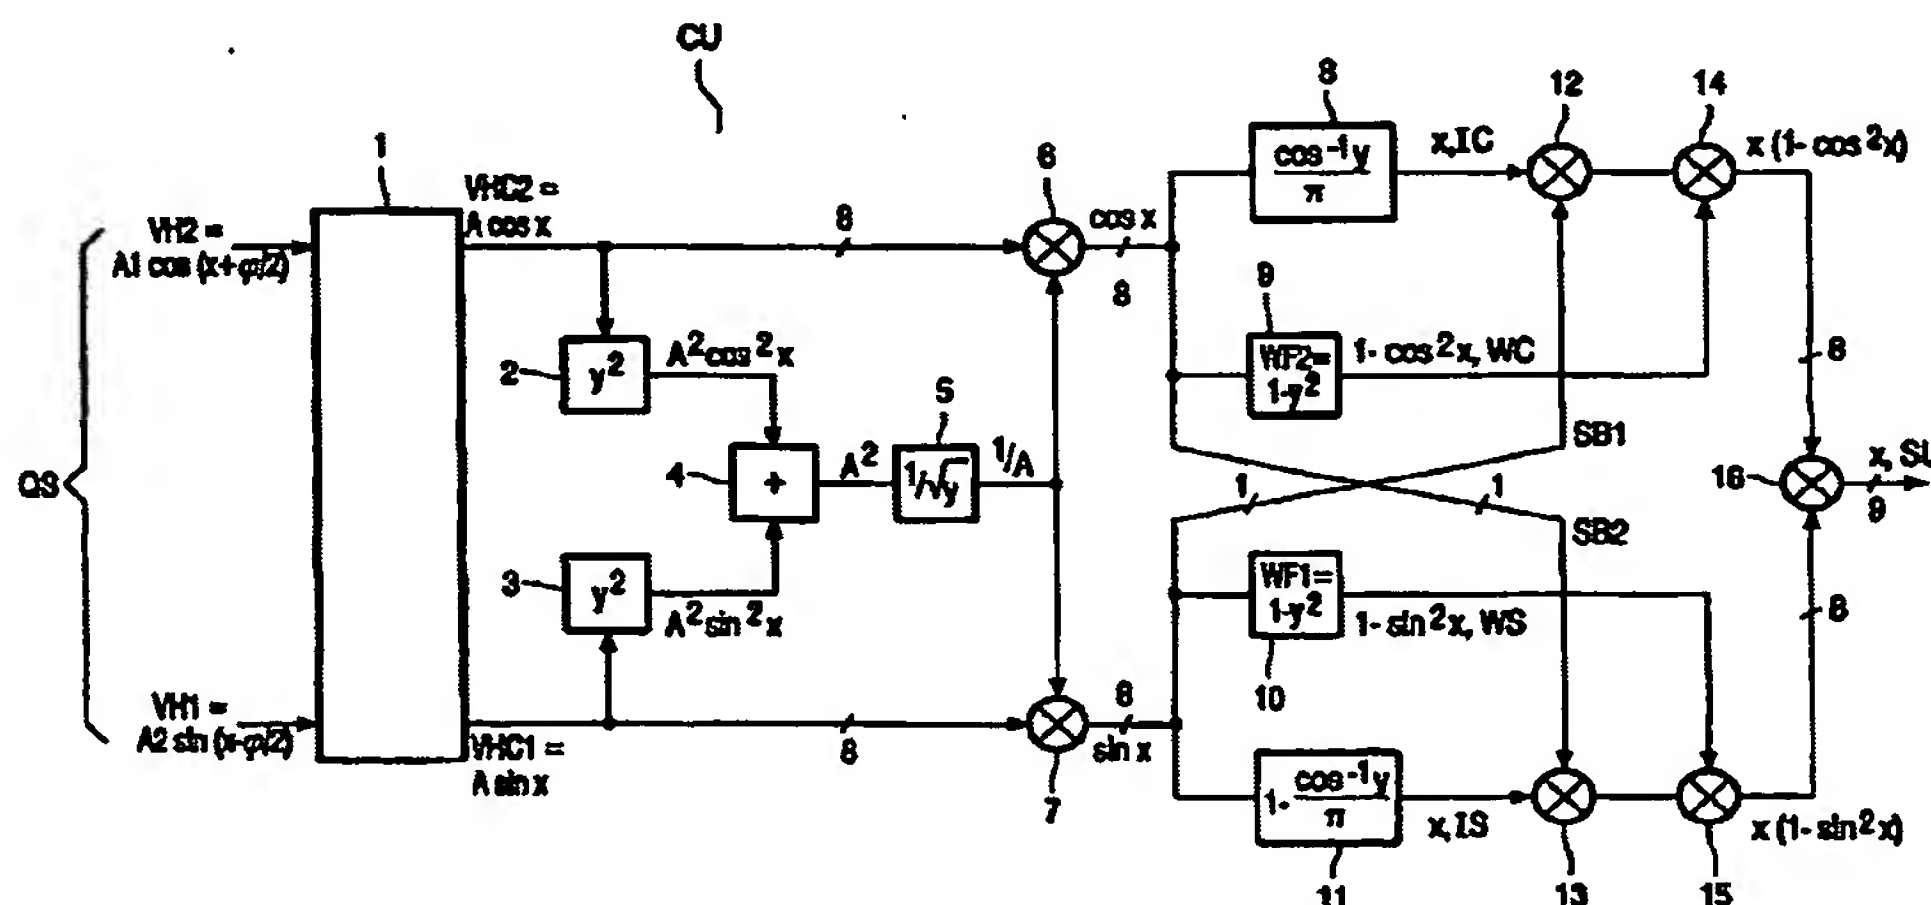 CU
1
VHC2 =
A cos x
VH2 =
A1 cos (x+φ/2)
8
6
cos x
8
8
cos⁻¹y
π
x, IC
12
14
x (1- cos²x)
9
WF2=
1-y²
1- cos²x, WC
8
2
y²
A²cos²x
5
SB1
QS
4
+
A²
1/√y
1/A
1
1
16
x, SL
9
SB2
3
y²
A²sin²x
WF1=
1-y²
1- sin²x, WS
8
10
VH1 =
A2 sin (x-φ/2)
VHC1 =
A sin x
8
7
8
sin x
1-
cos⁻¹y
π
x, IS
11
13
15
x (1- sin²x)